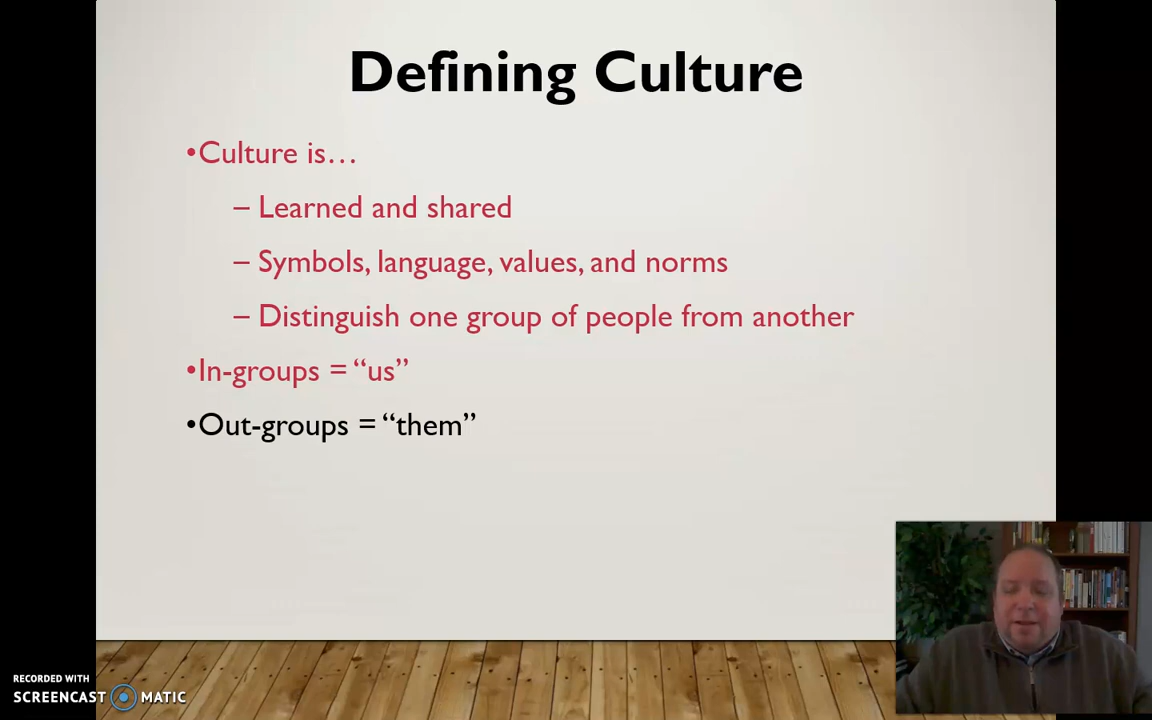 Defining Culture
•Culture is…
– Learned and shared
– Symbols, language, values, and norms
– Distinguish one group of people from another
•In-groups = “us”
•Out-groups = “them”
RECORDED WITH
SCREENCAST MATIC